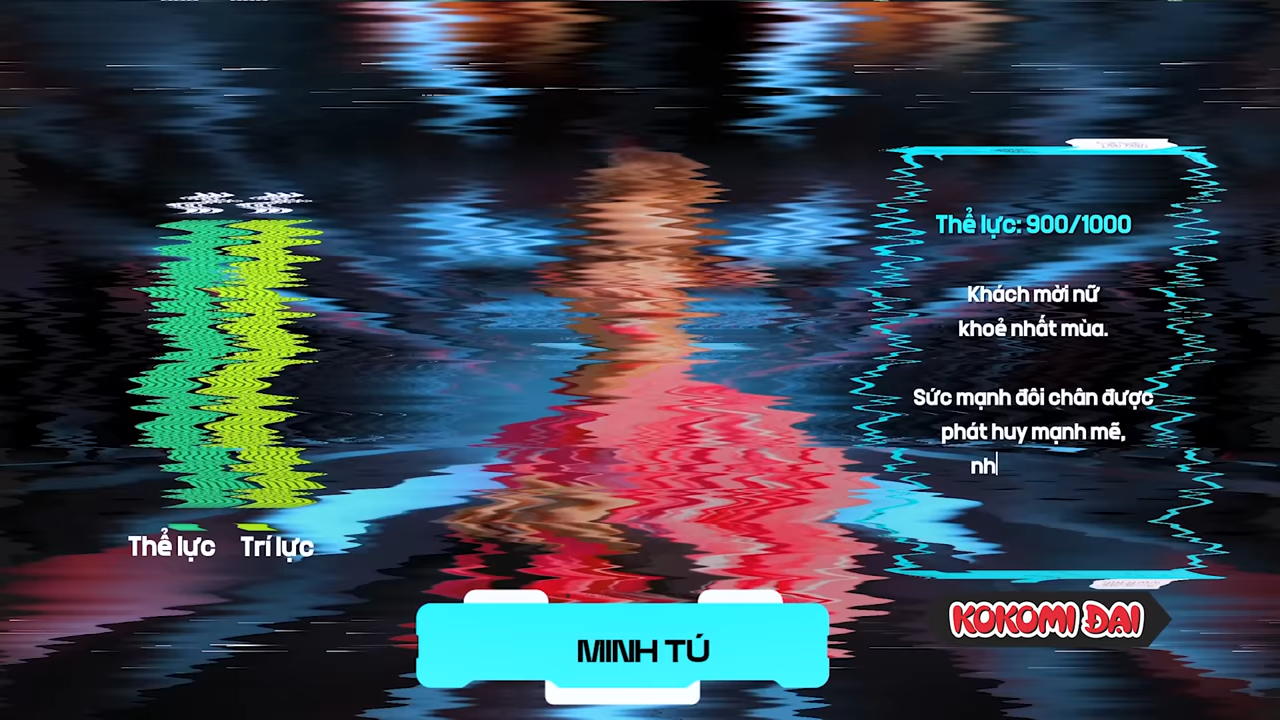 Thể lực: 900/1000
Khách mời nữ
khoẻ nhất mùa.
Sức mạnh đôi chân được
phát huy mạnh mẽ,
nh
Thể lực
Trí lực
MINH TÚ
KOKOMI ĐẠI